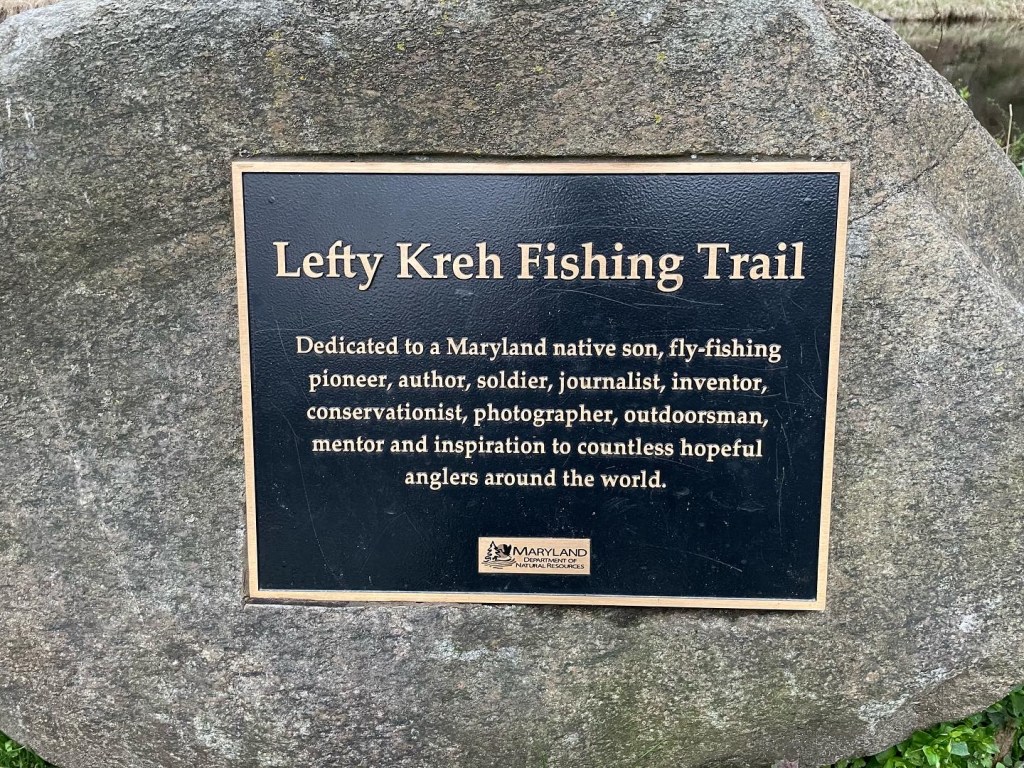 Lefty Kreh Fishing Trail
Dedicated to a Maryland native son, fly-fishing
pioneer, author, soldier, journalist, inventor,
conservationist, photographer, outdoorsman,
mentor and inspiration to countless hopeful
anglers around the world.
MARYLAND
DEPARTMENT OF
NATURAL RESOURCES